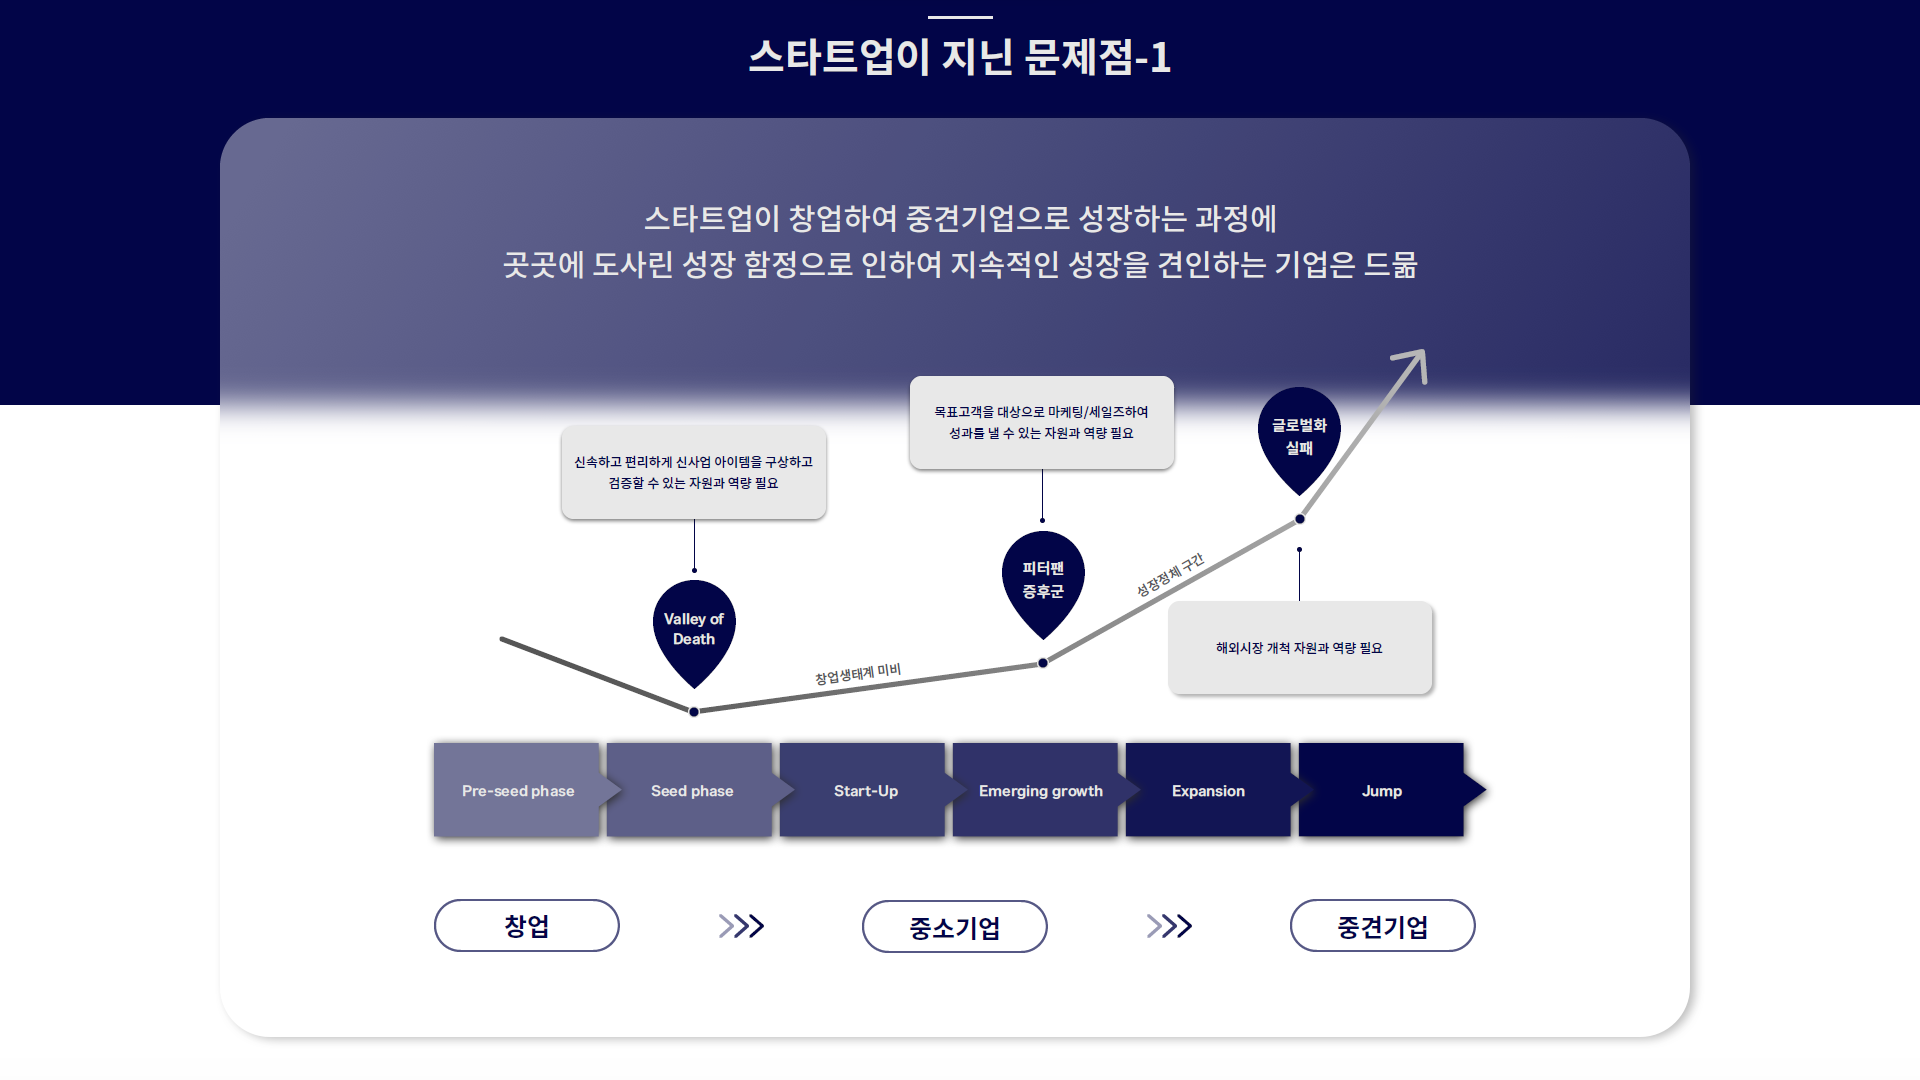 스타트업이 지닌 문제점-1
스타트업이 창업하여 중견기업으로 성장하는 과정에
곳곳에 도사린 성장 함정으로 인하여 지속적인 성장을 견인하는 기업은 드묾
목표고객을 대상으로 마케팅/세일즈하여
성과를 낼 수 있는 자원과 역량 필요
글로벌화
실패
신속하고 편리하게 신사업 아이템을 구상하고
검증할 수 있는 자원과 역량 필요
피터팬
증후군
성장정체 구간
Valley of
Death
해외시장 개척 자원과 역량 필요
창업생태계 미비
Pre-seed phase
Seed phase
Start-Up
Emerging growth
Expansion
Jump
창업
중소기업
중견기업